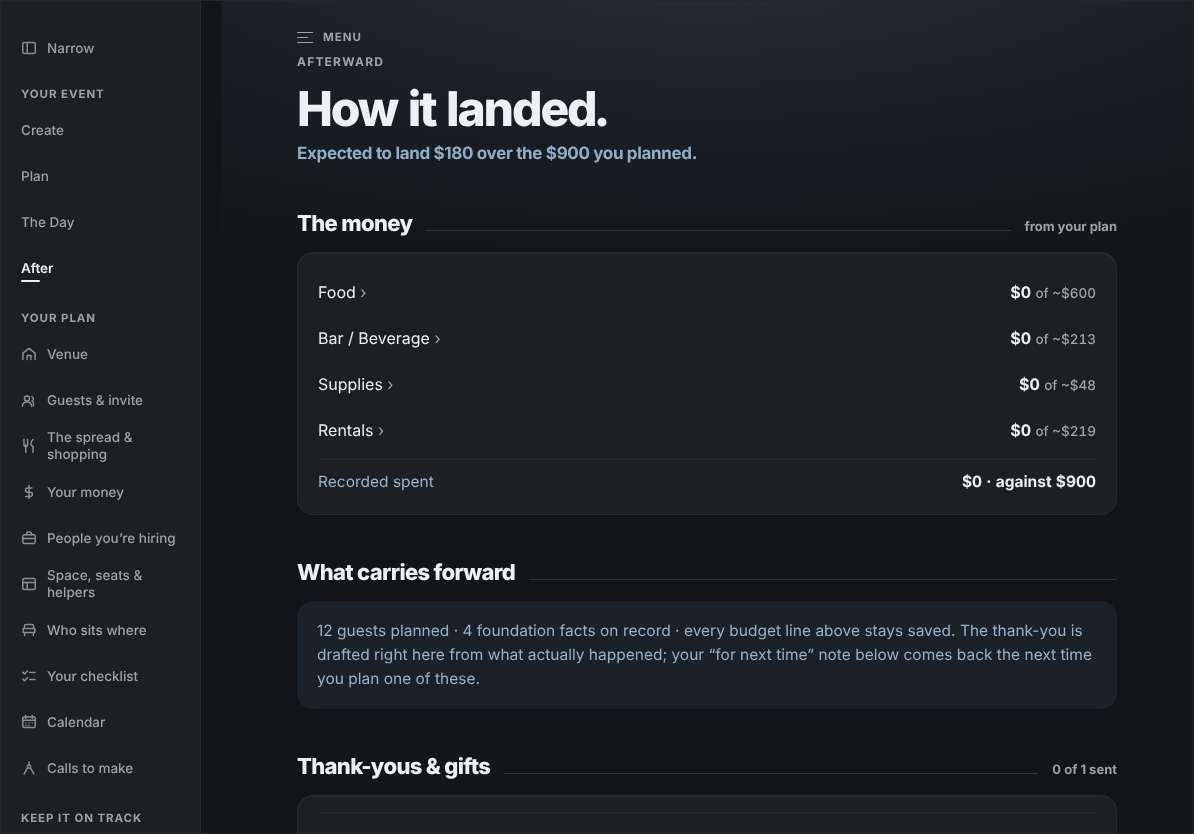 Narrow
YOUR EVENT
Create
Plan
The Day
After
YOUR PLAN
Venue
Guests & invite
The spread &
shopping
Your money
People you’re hiring
Space, seats &
helpers
Who sits where
Your checklist
Calendar
Calls to make
KEEP IT ON TRACK
MENU
AFTERWARD
How it landed.
Expected to land $180 over the $900 you planned.
The money
from your plan
Food ›
$0 of ~$600
Bar / Beverage ›
$0 of ~$213
Supplies ›
$0 of ~$48
Rentals ›
$0 of ~$219
Recorded spent
$0 · against $900
What carries forward
12 guests planned · 4 foundation facts on record · every budget line above stays saved. The thank-you is
drafted right here from what actually happened; your “for next time” note below comes back the next time
you plan one of these.
Thank-yous & gifts
0 of 1 sent